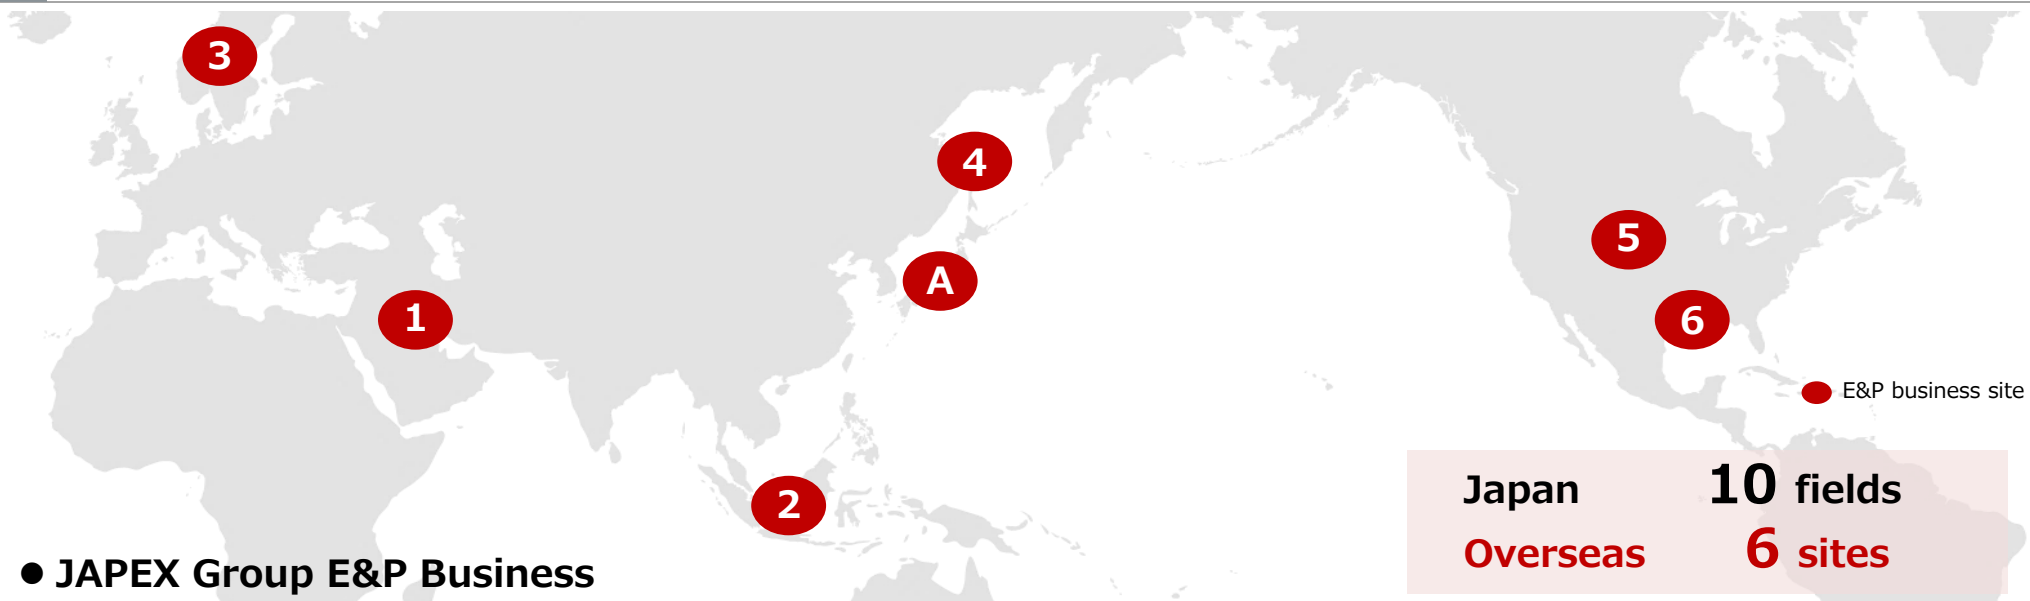 3
4
5
A
1
6
E&P business site
2
Japan 10 fields
Overseas 6 sites
● JAPEX Group E&P Business